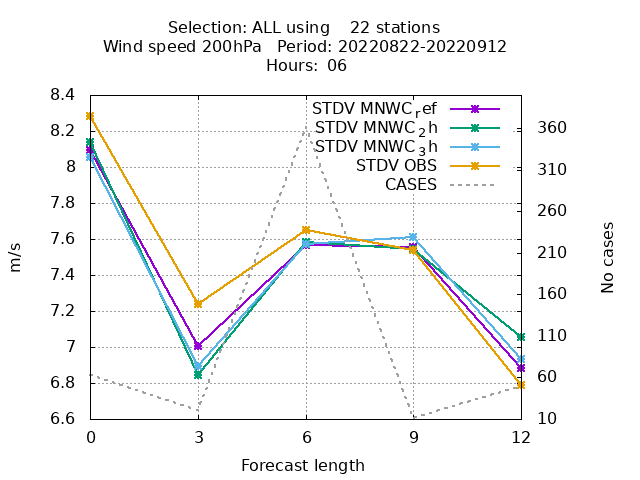 Selection: ALL using    22 stations
Wind speed 200hPa   Period: 20220822-20220912
Hours:  06
STDV MNWC_ref
STDV MNWC_2h
STDV MNWC_3h
STDV OBS
CASES
8.4
8.2
8
7.8
7.6
7.4
7.2
7
6.8
6.6
360
310
260
210
160
110
60
10
m/s
No cases
0
3
6
9
12
Forecast length